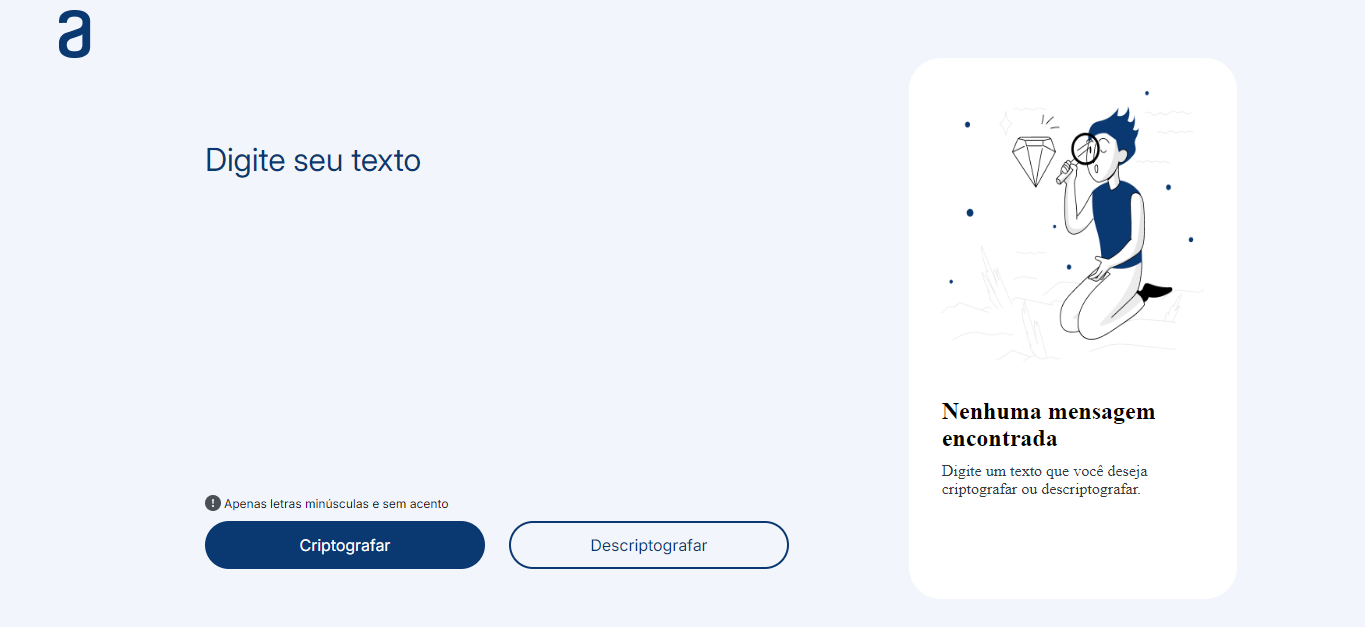 a
Digite seu texto
Apenas letras minúsculas e sem acento
Criptografar
Descriptografar
Nenhuma mensagem
encontrada
Digite um texto que você deseja
criptografar ou descriptografar.